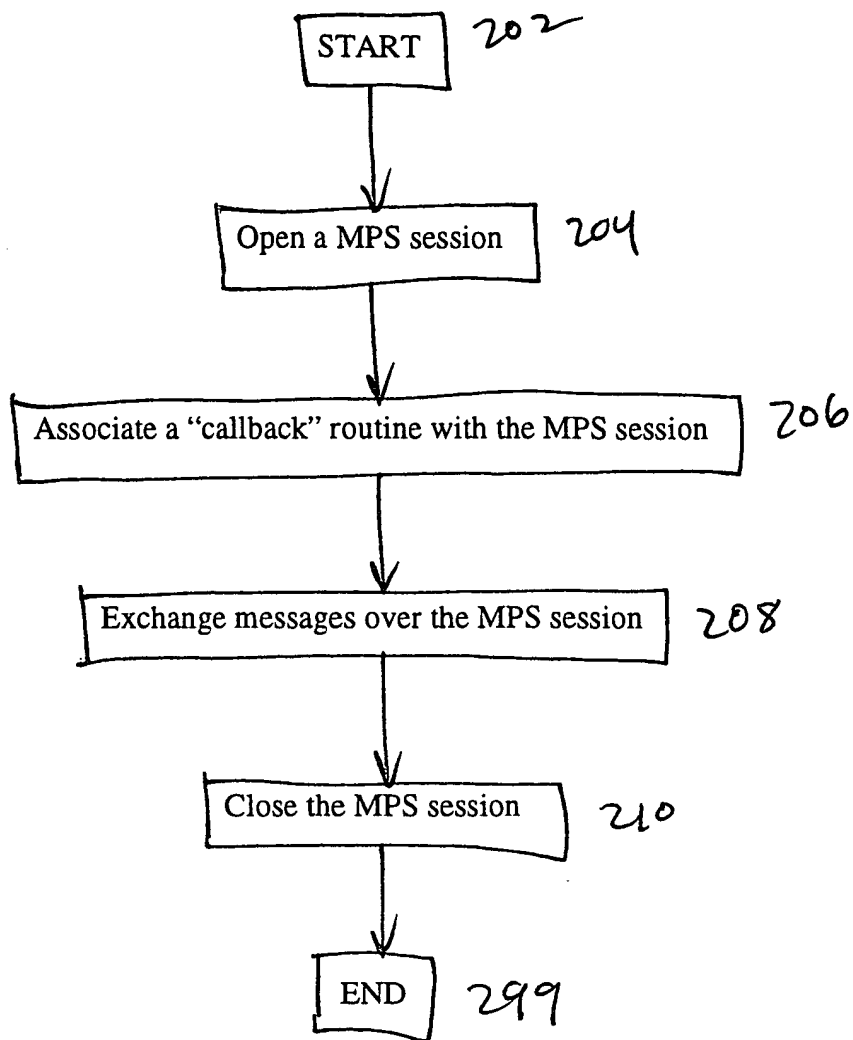 START 202
Open a MPS session 204
Associate a “callback” routine with the MPS session 206
Exchange messages over the MPS session 208
Close the MPS session 210
END 299